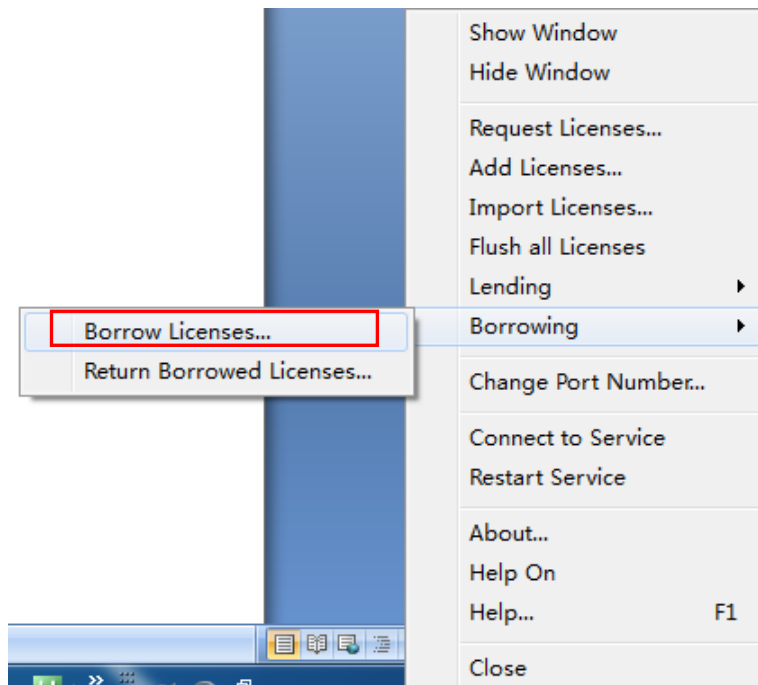 Show Window
Hide Window
Request Licenses...
Add Licenses...
Import Licenses...
Flush all Licenses
Lending
Borrowing
Borrow Licenses...
Return Borrowed Licenses...
Change Port Number...
Connect to Service
Restart Service
About...
Help On
Help... F1
Close